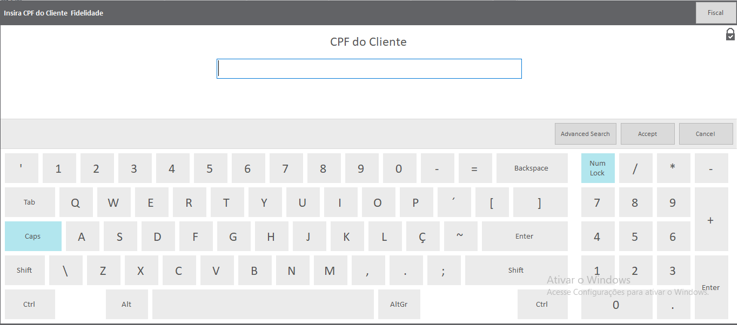 Insira CPF do Cliente Fidelidade
Fiscal
CPF do Cliente
Advanced Search Accept Cancel
' 1 2 3 4 5 6 7 8 9 0 - = Backspace Num Lock / * -
Tab Q W E R T Y U I O P ´ [ ] 7 8 9 +
Caps A S D F G H J K L Ç ~ Enter 4 5 6
Shift \ Z X C V B N M , . ; Shift 1 2 3 Enter
Ativar o Windows
Acesse Configurações para ativar o Windows.
Ctrl Alt AltGr Ctrl 0 .